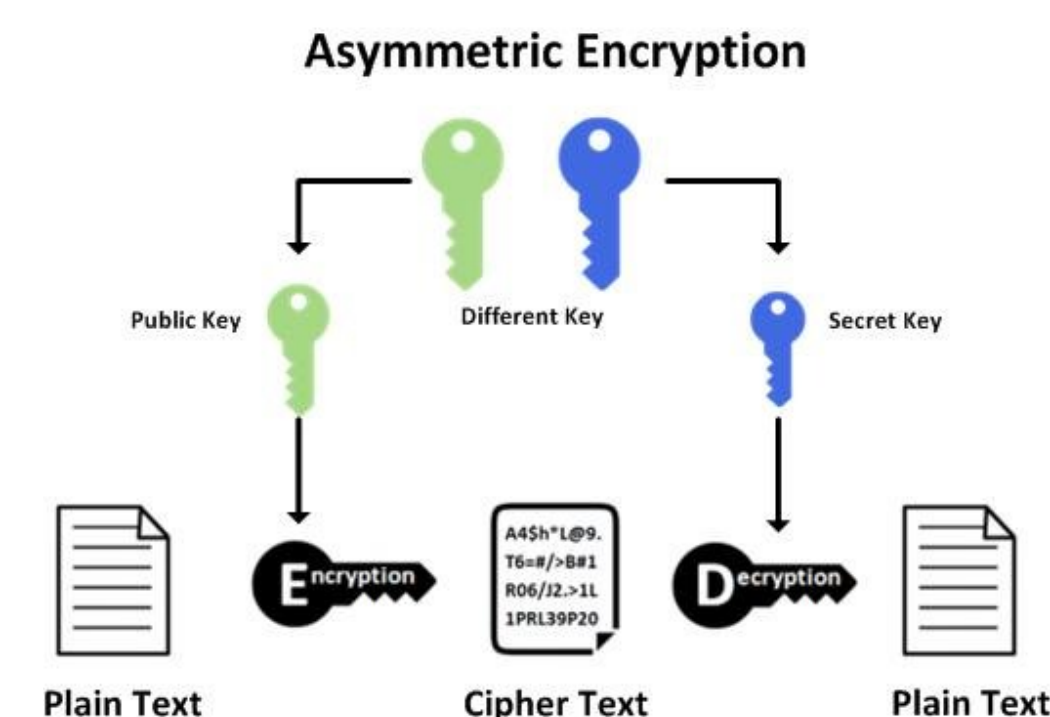 Asymmetric Encryption
Public Key
Different Key
Secret Key
Encryption
A4$h*L@9.
T6=#/>B#1
R06/J2.>1L
1PRL39P20
Decryption
Plain Text
Cipher Text
Plain Text